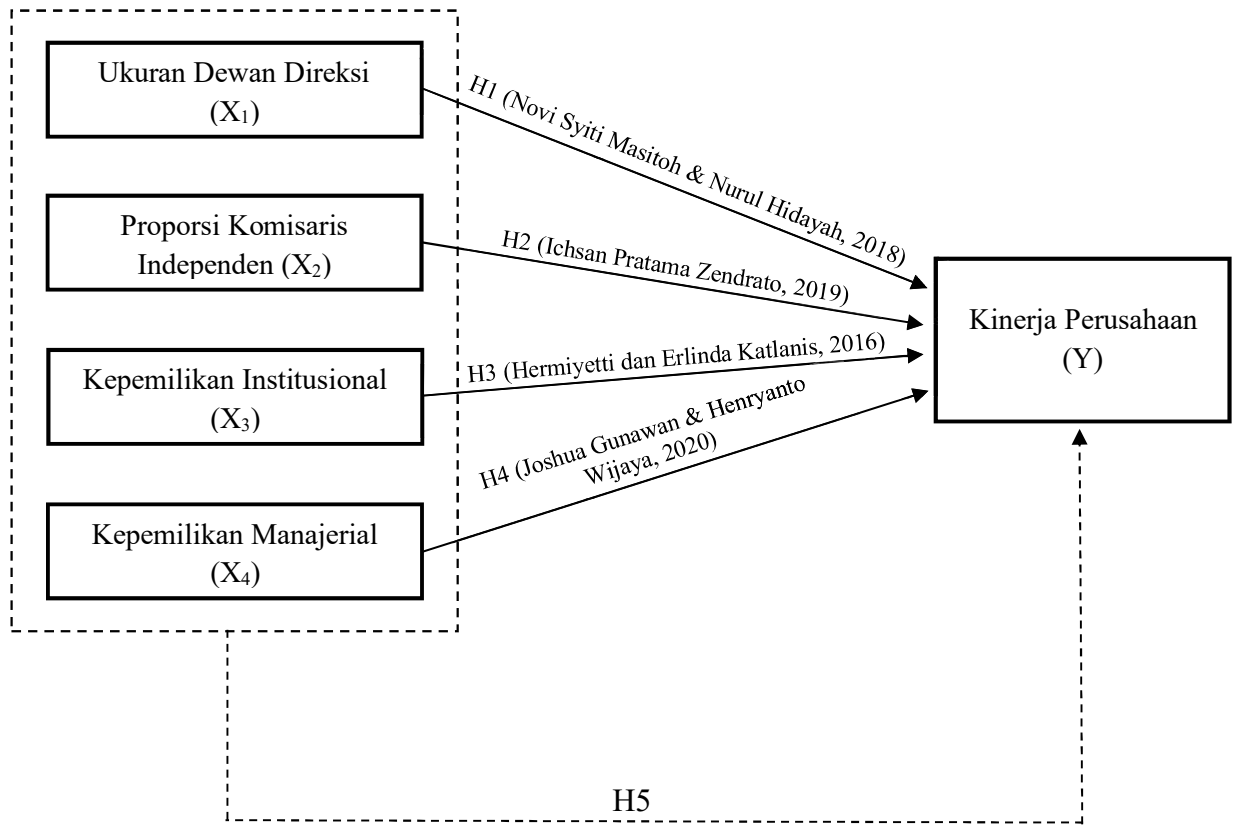 Ukuran Dewan Direksi
(X₁)
H1 (Novi Syiti Masitoh & Nurul Hidayah, 2018)
Proporsi Komisaris
Independen (X₂)
H2 (Ichsan Pratama Zendrato, 2019)
Kinerja Perusahaan
(Y)
Kepemilikan Institusional
(X₃)
H3 (Hermiyetti dan Erlinda Katlanis, 2016)
H4 (Joshua Gunawan & Henryanto
Wijaya, 2020)
Kepemilikan Manajerial
(X₄)
H5